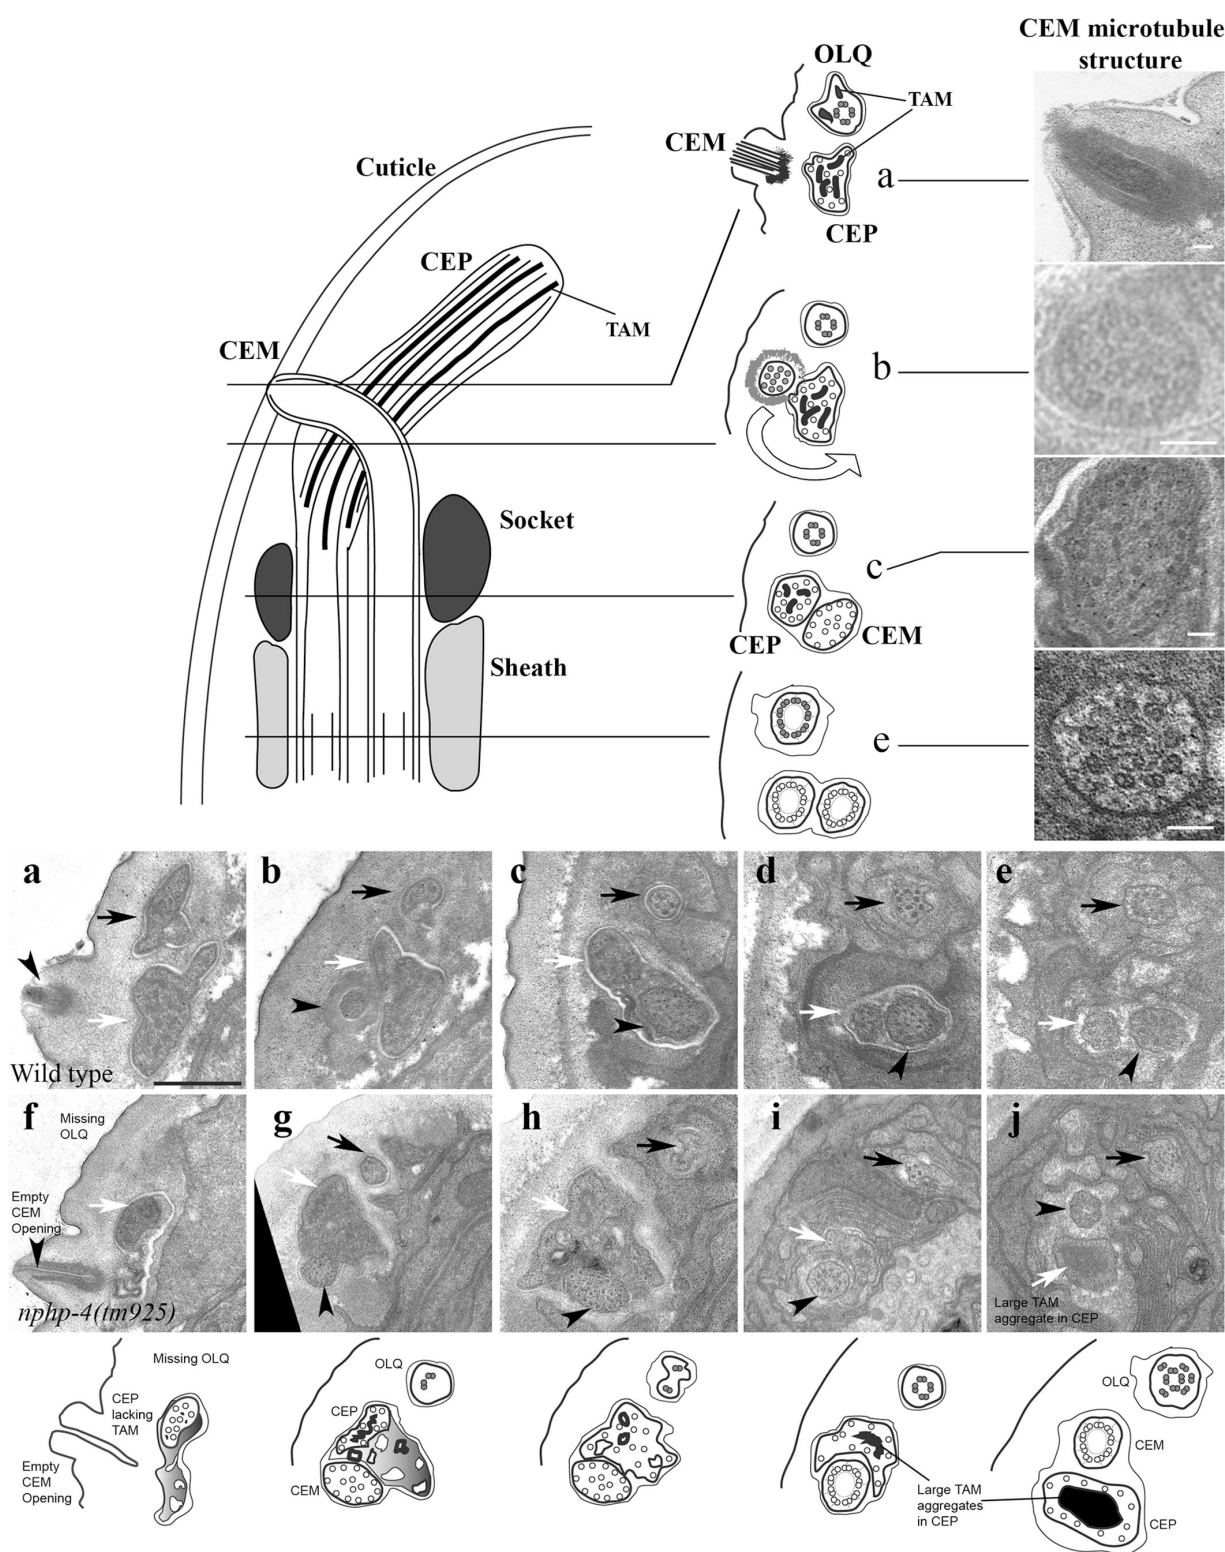 CEM microtubule
structure
OLQ
TAM
CEM
a
CEP
Cuticle
CEP
TAM
CEM
b
Socket
c
CEP
CEM
Sheath
e
a
b
c
d
e
Wild type
f
Missing
OLQ
Empty
CEM
Opening
nphp-4(tm925)
g
h
i
j
Large TAM
aggregate in CEP
Missing OLQ
CEP
lacking
TAM
Empty
CEM
Opening
OLQ
CEP
CEM
Large TAM
aggregates
in CEP
OLQ
CEM
CEP